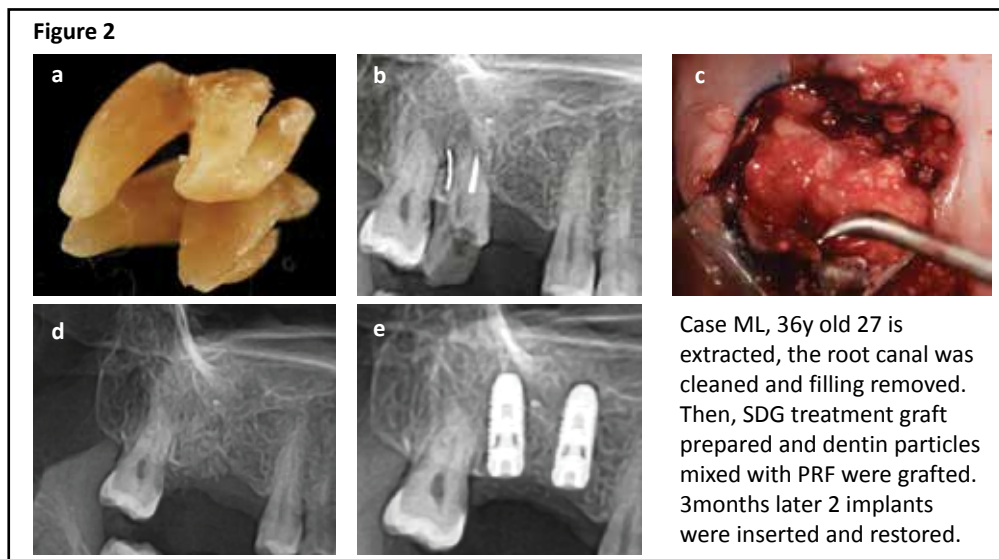 Figure 2
a
b
c
d
e
Case ML, 36y old 27 is
extracted, the root canal was
cleaned and filling removed.
Then, SDG treatment graft
prepared and dentin particles
mixed with PRF were grafted.
3months later 2 implants
were inserted and restored.